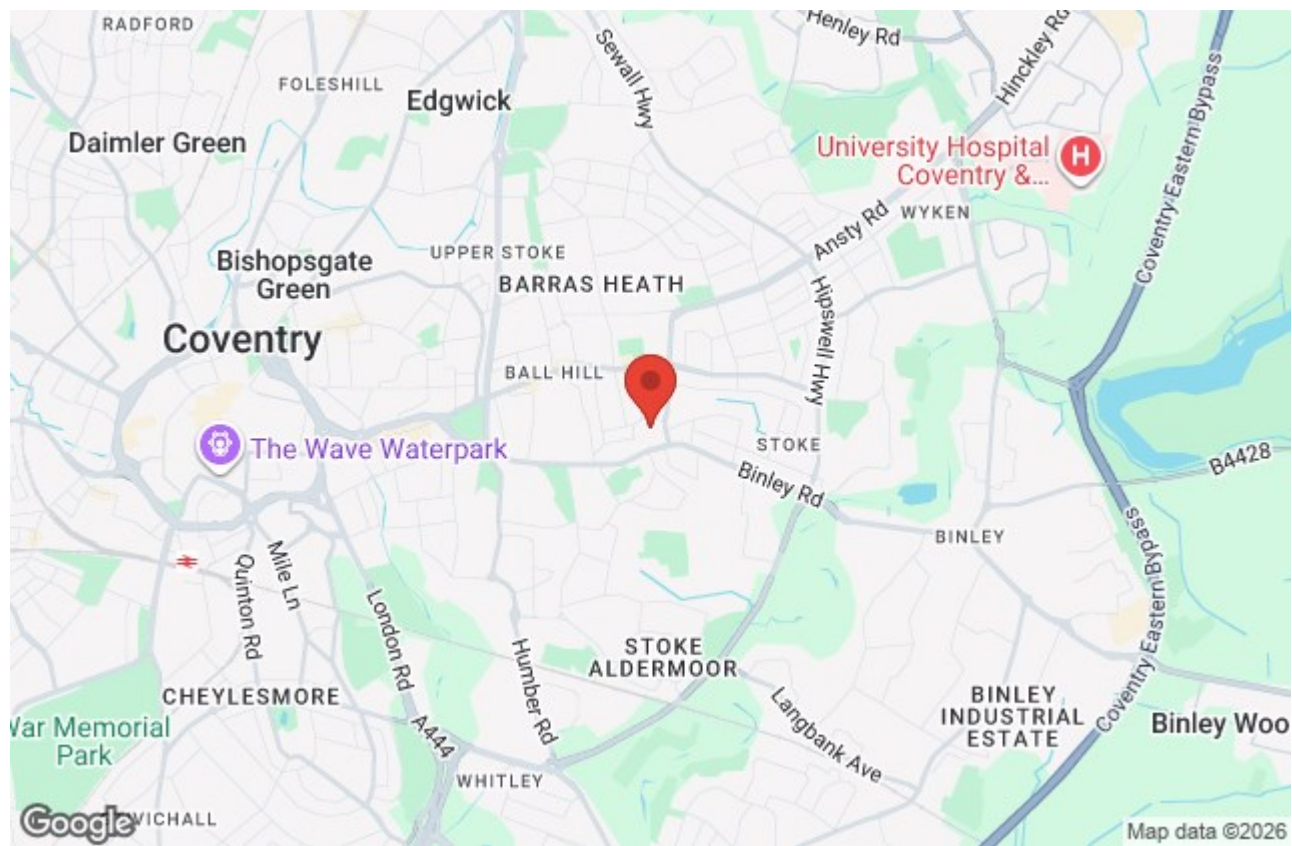 RADFORD
Henley Rd
Sewall Hwy
Hinckley Rd
FOLESHILL
Edgwick
Daimler Green
University Hospital
Coventry &...
H
Coventry Eastern Bypass
WYKEN
Ansty Rd
UPPER STOKE
Bishopsgate
Green
BARRAS HEATH
Hipswell Hwy
Coventry
BALL HILL
The Wave Waterpark
STOKE
B4428
Binley Rd
BINLEY
Mile Ln
Quinton Rd
London Rd
Coventry Eastern Bypass
STOKE
ALDERMOOR
Humber Rd
CHEYLESMORE
Langbank Ave
BINLEY
INDUSTRIAL
ESTATE
Binley Woo
War Memorial
Park
A444
WHITLEY
Google
WICHALL
Map data ©2026